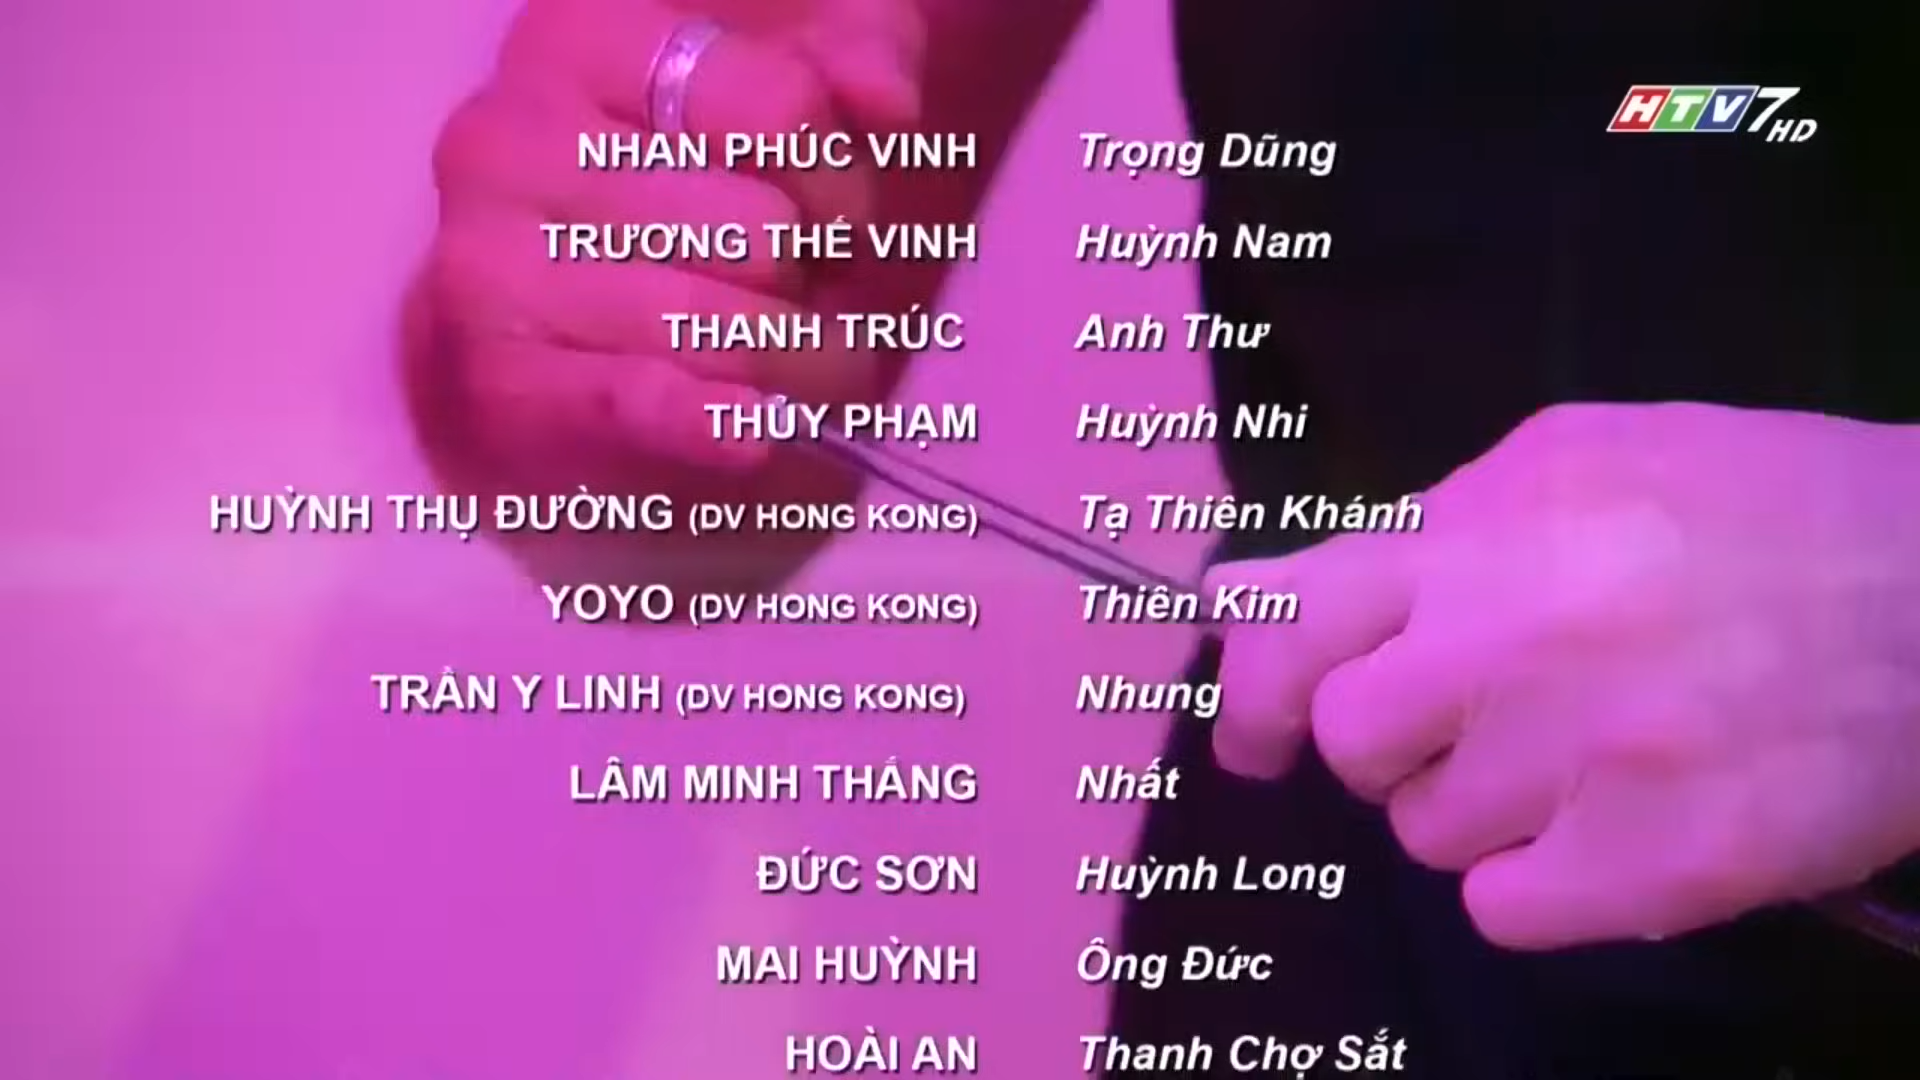 HTV7 HD
NHAN PHÚC VINH Trọng Dũng
TRƯƠNG THẾ VINH Huỳnh Nam
THANH TRÚC Anh Thư
THỦY PHẠM Huỳnh Nhi
HUỲNH THỤ ĐƯỜNG (DV HONG KONG) Tạ Thiên Khánh
YOYO (DV HONG KONG) Thiên Kim
TRẦN Y LINH (DV HONG KONG) Nhung
LÂM MINH THẮNG Nhất
ĐỨC SƠN Huỳnh Long
MAI HUỲNH Ông Đức
HOÀI AN Thanh Chợ Sắt